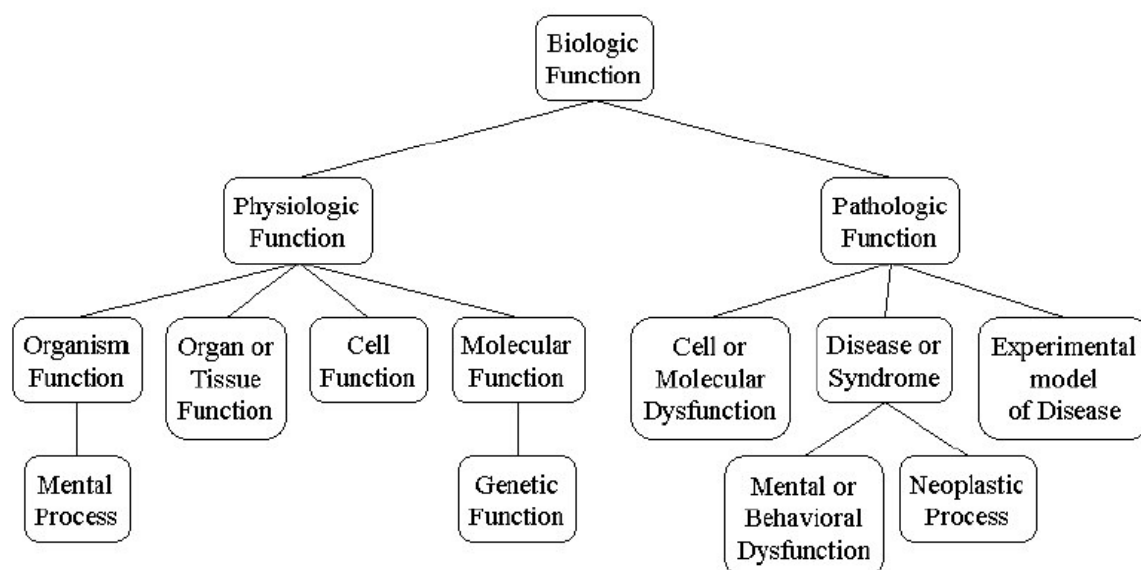 Biologic
Function
Physiologic
Function
Pathologic
Function
Organism
Function
Organ or
Tissue
Function
Cell
Function
Molecular
Function
Cell or
Molecular
Dysfunction
Disease or
Syndrome
Experimental
model
of Disease
Mental
Process
Genetic
Function
Mental or
Behavioral
Dysfunction
Neoplastic
Process